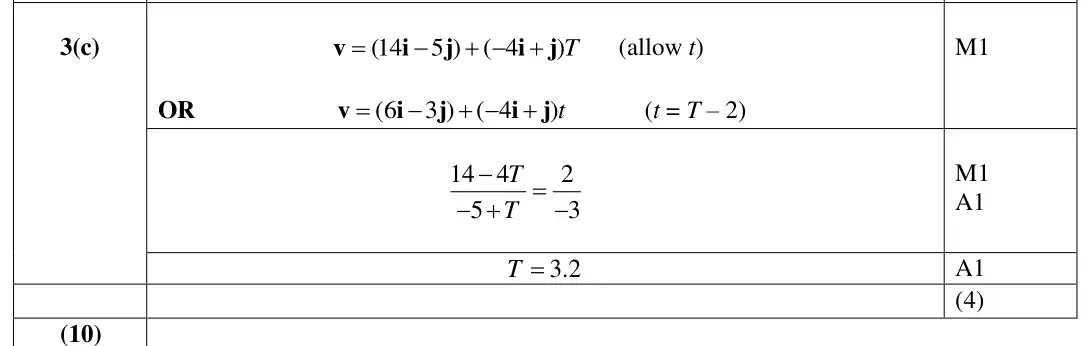 3(c) v = (14i − 5j) + (−4i + j)T (allow t) M1
OR v = (6i − 3j) + (−4i + j)t (t = T – 2)
14 − 4T / −5 + T = 2 / −3 M1
A1
T = 3.2 A1
(4)
(10)